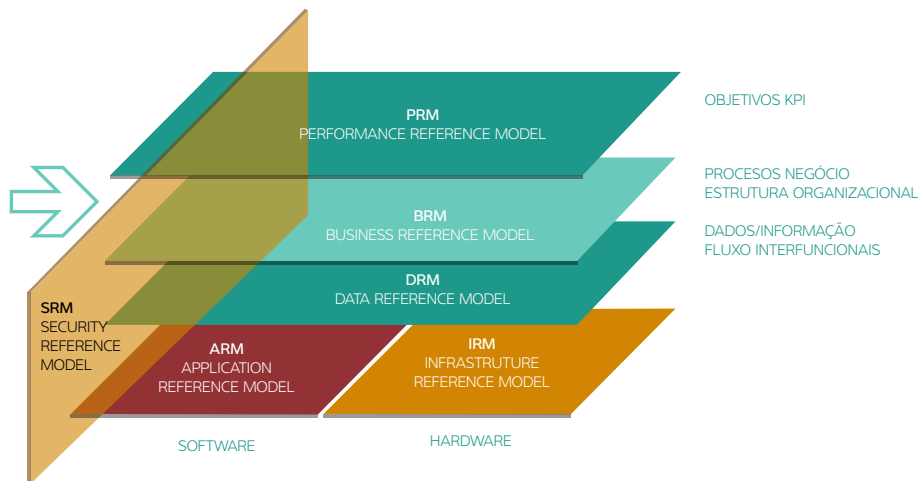 PRM
PERFORMANCE REFERENCE MODEL
OBJETIVOS KPI
BRM
BUSINESS REFERENCE MODEL
PROCESOS NEGÓCIO
ESTRUTURA ORGANIZACIONAL
DRM
DATA REFERENCE MODEL
DADOS/INFORMAÇÃO
FLUXO INTERFUNCIONAIS
SRM
SECURITY
REFERENCE
MODEL
ARM
APPLICATION
REFERENCE MODEL
IRM
INFRASTRUTURE
REFERENCE MODEL
SOFTWARE
HARDWARE